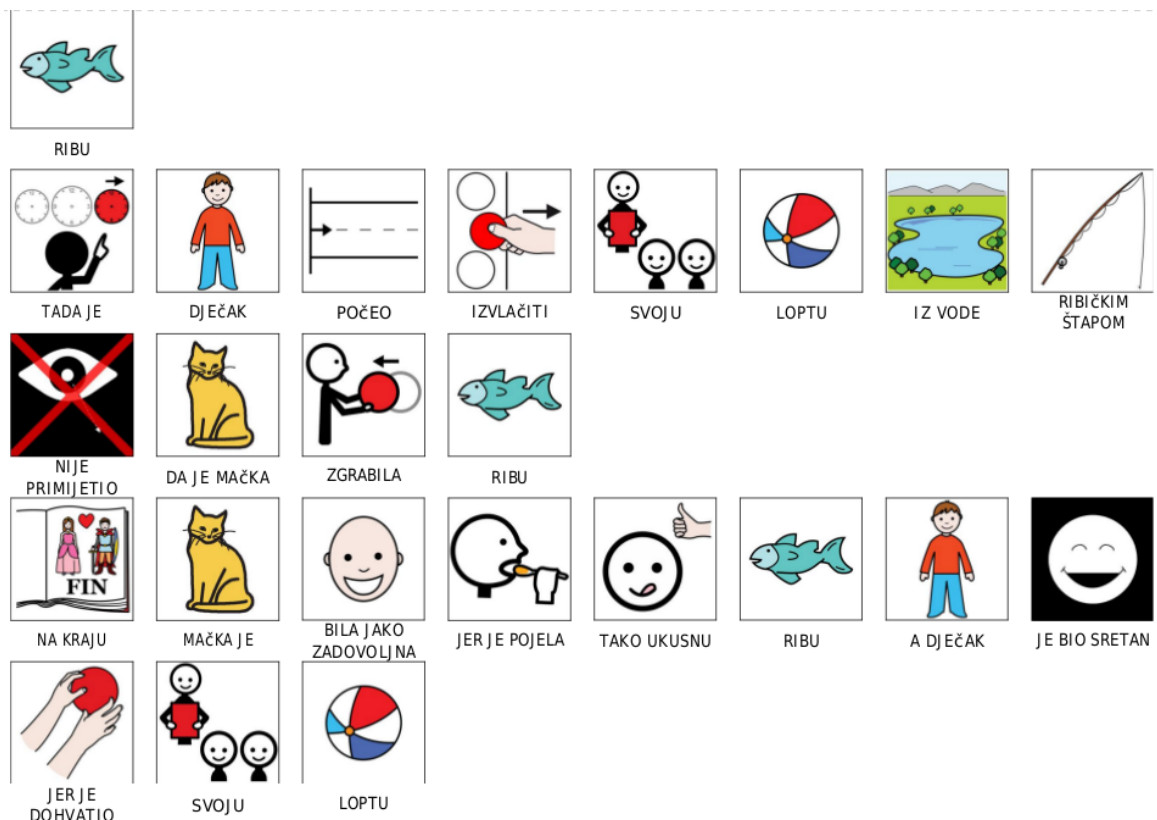 RIBU
TADA JE DJEČAK POČEO IZVLAČITI SVOJU LOPTU IZ VODE RIBIČKIM ŠTAPOM
NIJE PRIMIJETIO DA JE MAČKA ZGRABILA RIBU
FIN
NA KRAJU MAČKA JE BILA JAKO ZADOVOLJNA JER JE POJELA TAKO UKUSNU RIBU A DJEČAK JE BIO SRETAN
JER JE DOHVATIO SVOJU LOPTU